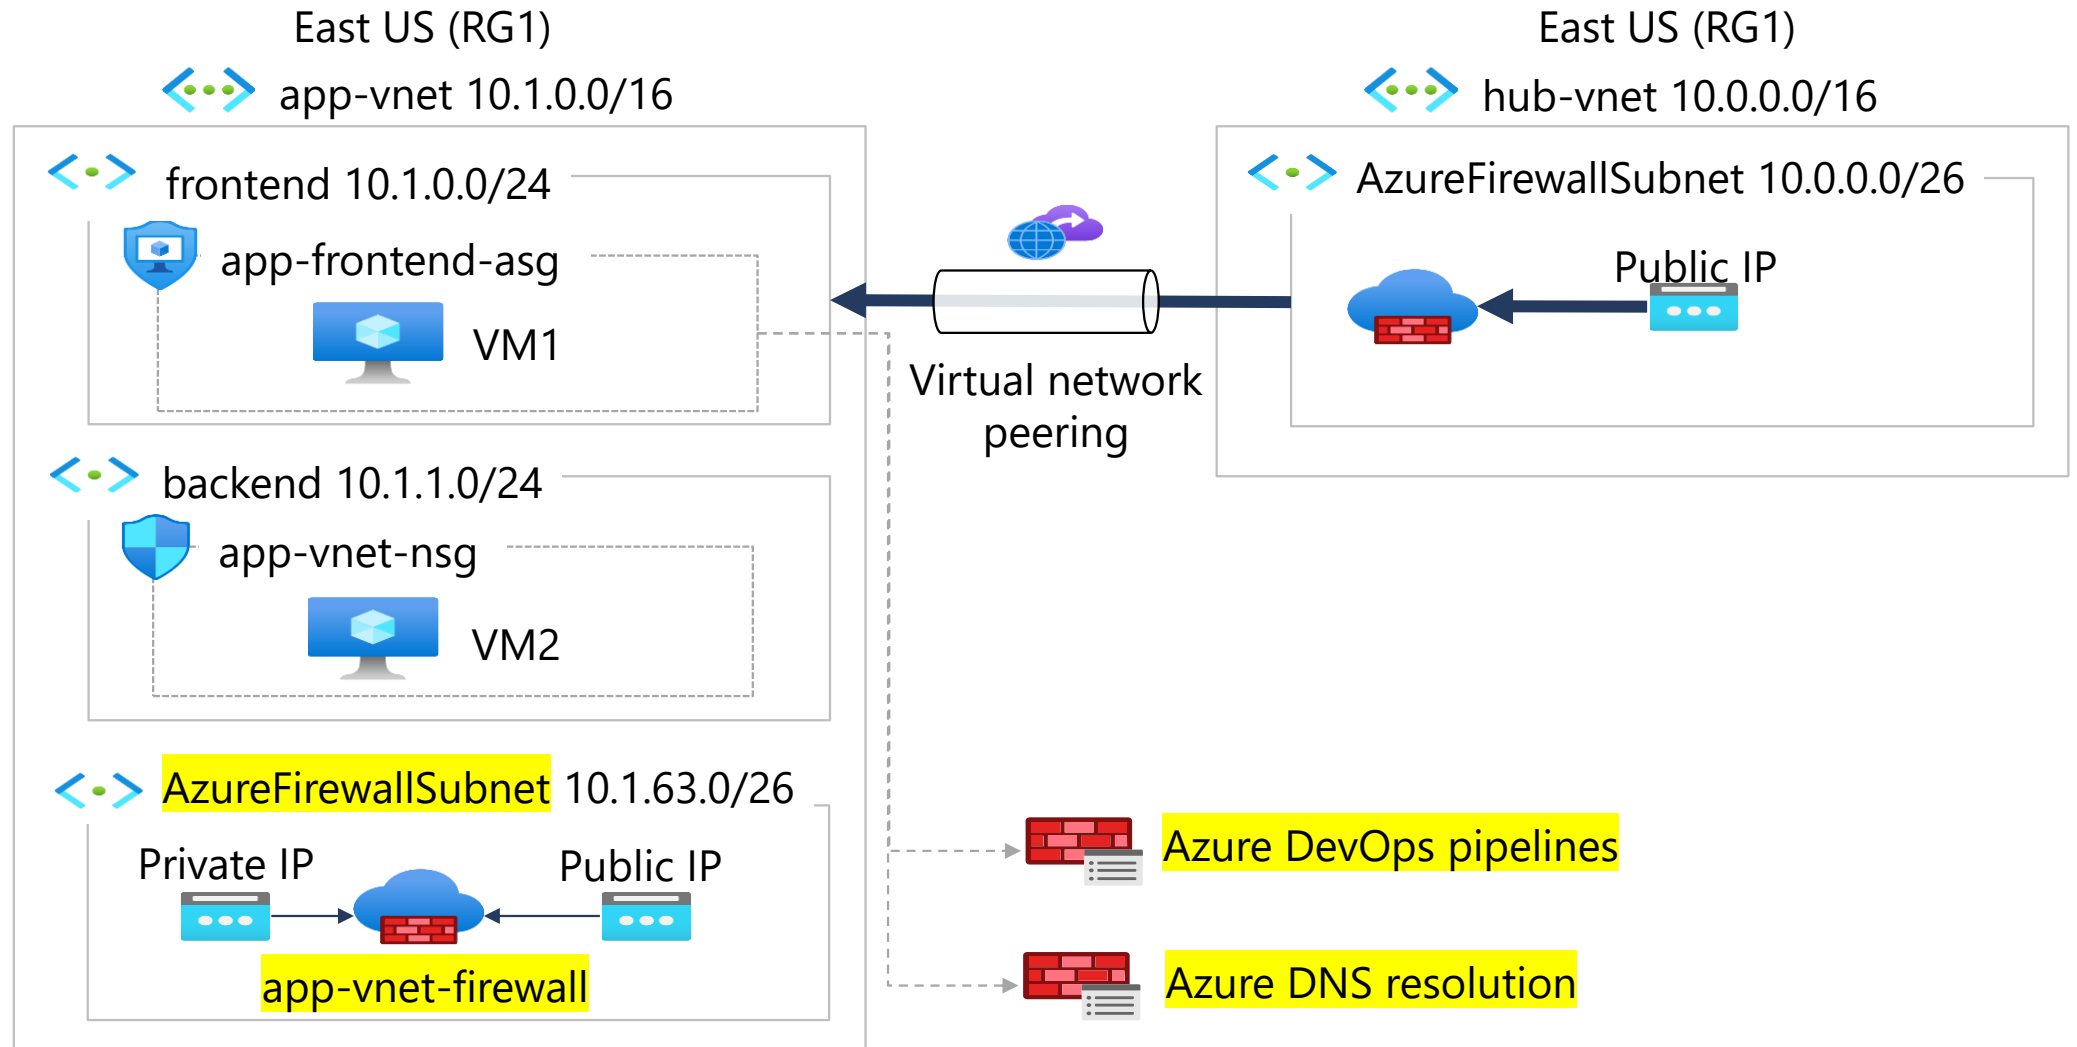 East US (RG1)
app-vnet 10.1.0.0/16
frontend 10.1.0.0/24
app-frontend-asg
VM1
backend 10.1.1.0/24
app-vnet-nsg
VM2
AzureFirewallSubnet 10.1.63.0/26
Private IP
Public IP
app-vnet-firewall
Virtual network
peering
East US (RG1)
hub-vnet 10.0.0.0/16
AzureFirewallSubnet 10.0.0.0/26
Public IP
Azure DevOps pipelines
Azure DNS resolution